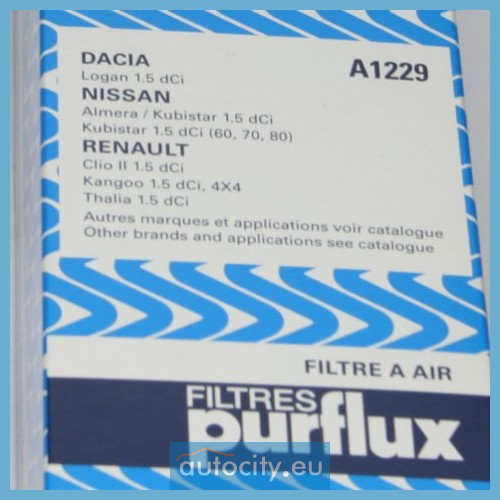 DACIA
A1229
Logan 1.5 dCi
NISSAN
Almera / Kubistar 1.5 dCi
Kubistar 1.5 dCi (60, 70, 80)
RENAULT
Clio II 1.5 dCi
Kangoo 1.5 dCi, 4X4
Thalia 1.5 dCi
Autres marques et applications voir catalogue
Other brands and applications see catalogue
FILTRE A AIR
FILTRES
purflux
autocity.eu